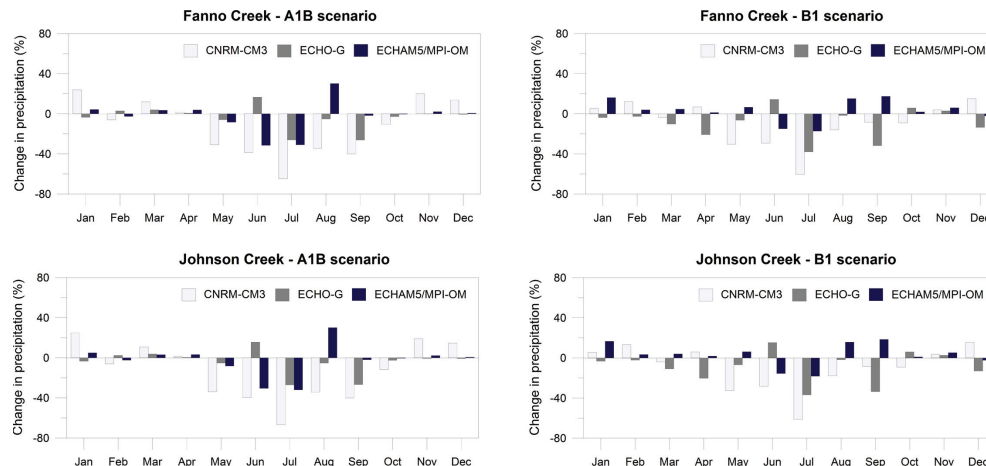 Fanno Creek - A1B scenario
Change in precipitation (%)
80
40
0
-40
-80
CNRM-CM3 ECHO-G ECHAM5/MPI-OM
Jan Feb Mar Apr May Jun Jul Aug Sep Oct Nov Dec
Fanno Creek - B1 scenario
Change in precipitation (%)
80
40
0
-40
-80
CNRM-CM3 ECHO-G ECHAM5/MPI-OM
Jan Feb Mar Apr May Jun Jul Aug Sep Oct Nov Dec
Johnson Creek - A1B scenario
Change in precipitation (%)
80
40
0
-40
-80
CNRM-CM3 ECHO-G ECHAM5/MPI-OM
Jan Feb Mar Apr May Jun Jul Aug Sep Oct Nov Dec
Johnson Creek - B1 scenario
Change in precipitation (%)
80
40
0
-40
-80
CNRM-CM3 ECHO-G ECHAM5/MPI-OM
Jan Feb Mar Apr May Jun Jul Aug Sep Oct Nov Dec